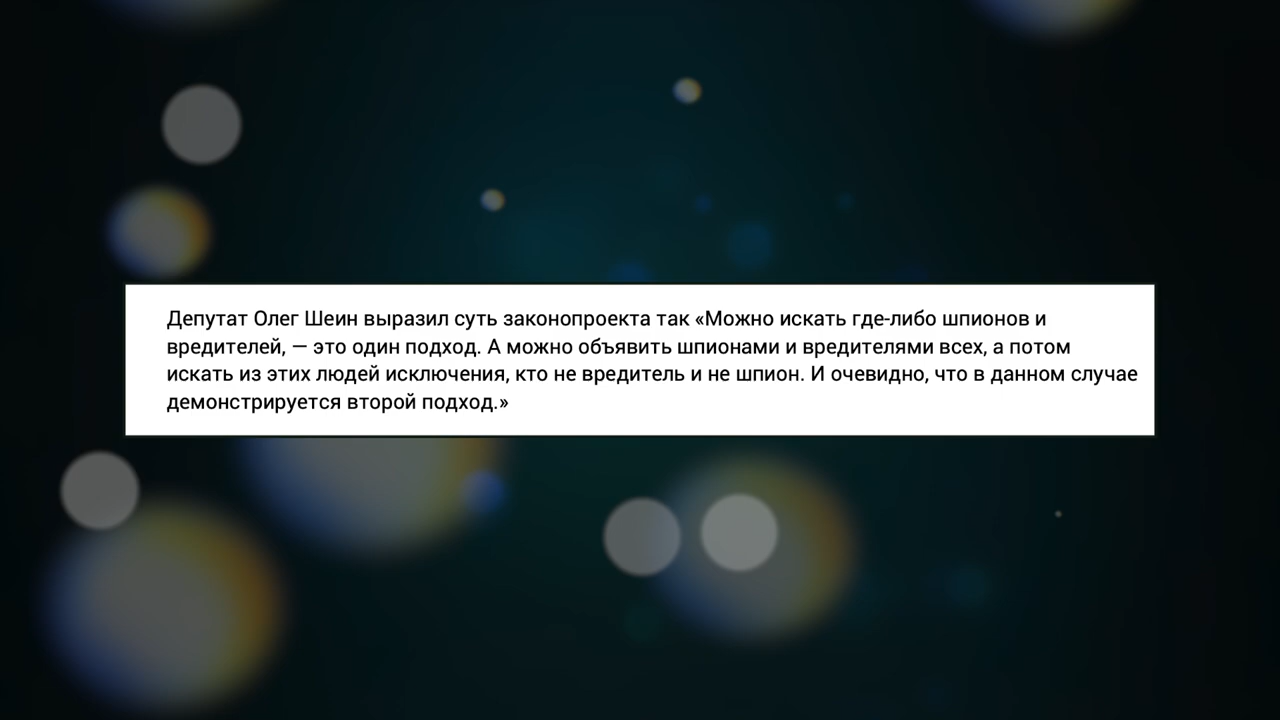 Депутат Олег Шеин выразил суть законопроекта так «Можно искать где-либо шпионов и
вредителей, — это один подход. А можно объявить шпионами и вредителями всех, а потом
искать из этих людей исключения, кто не вредитель и не шпион. И очевидно, что в данном случае
демонстрируется второй подход.»